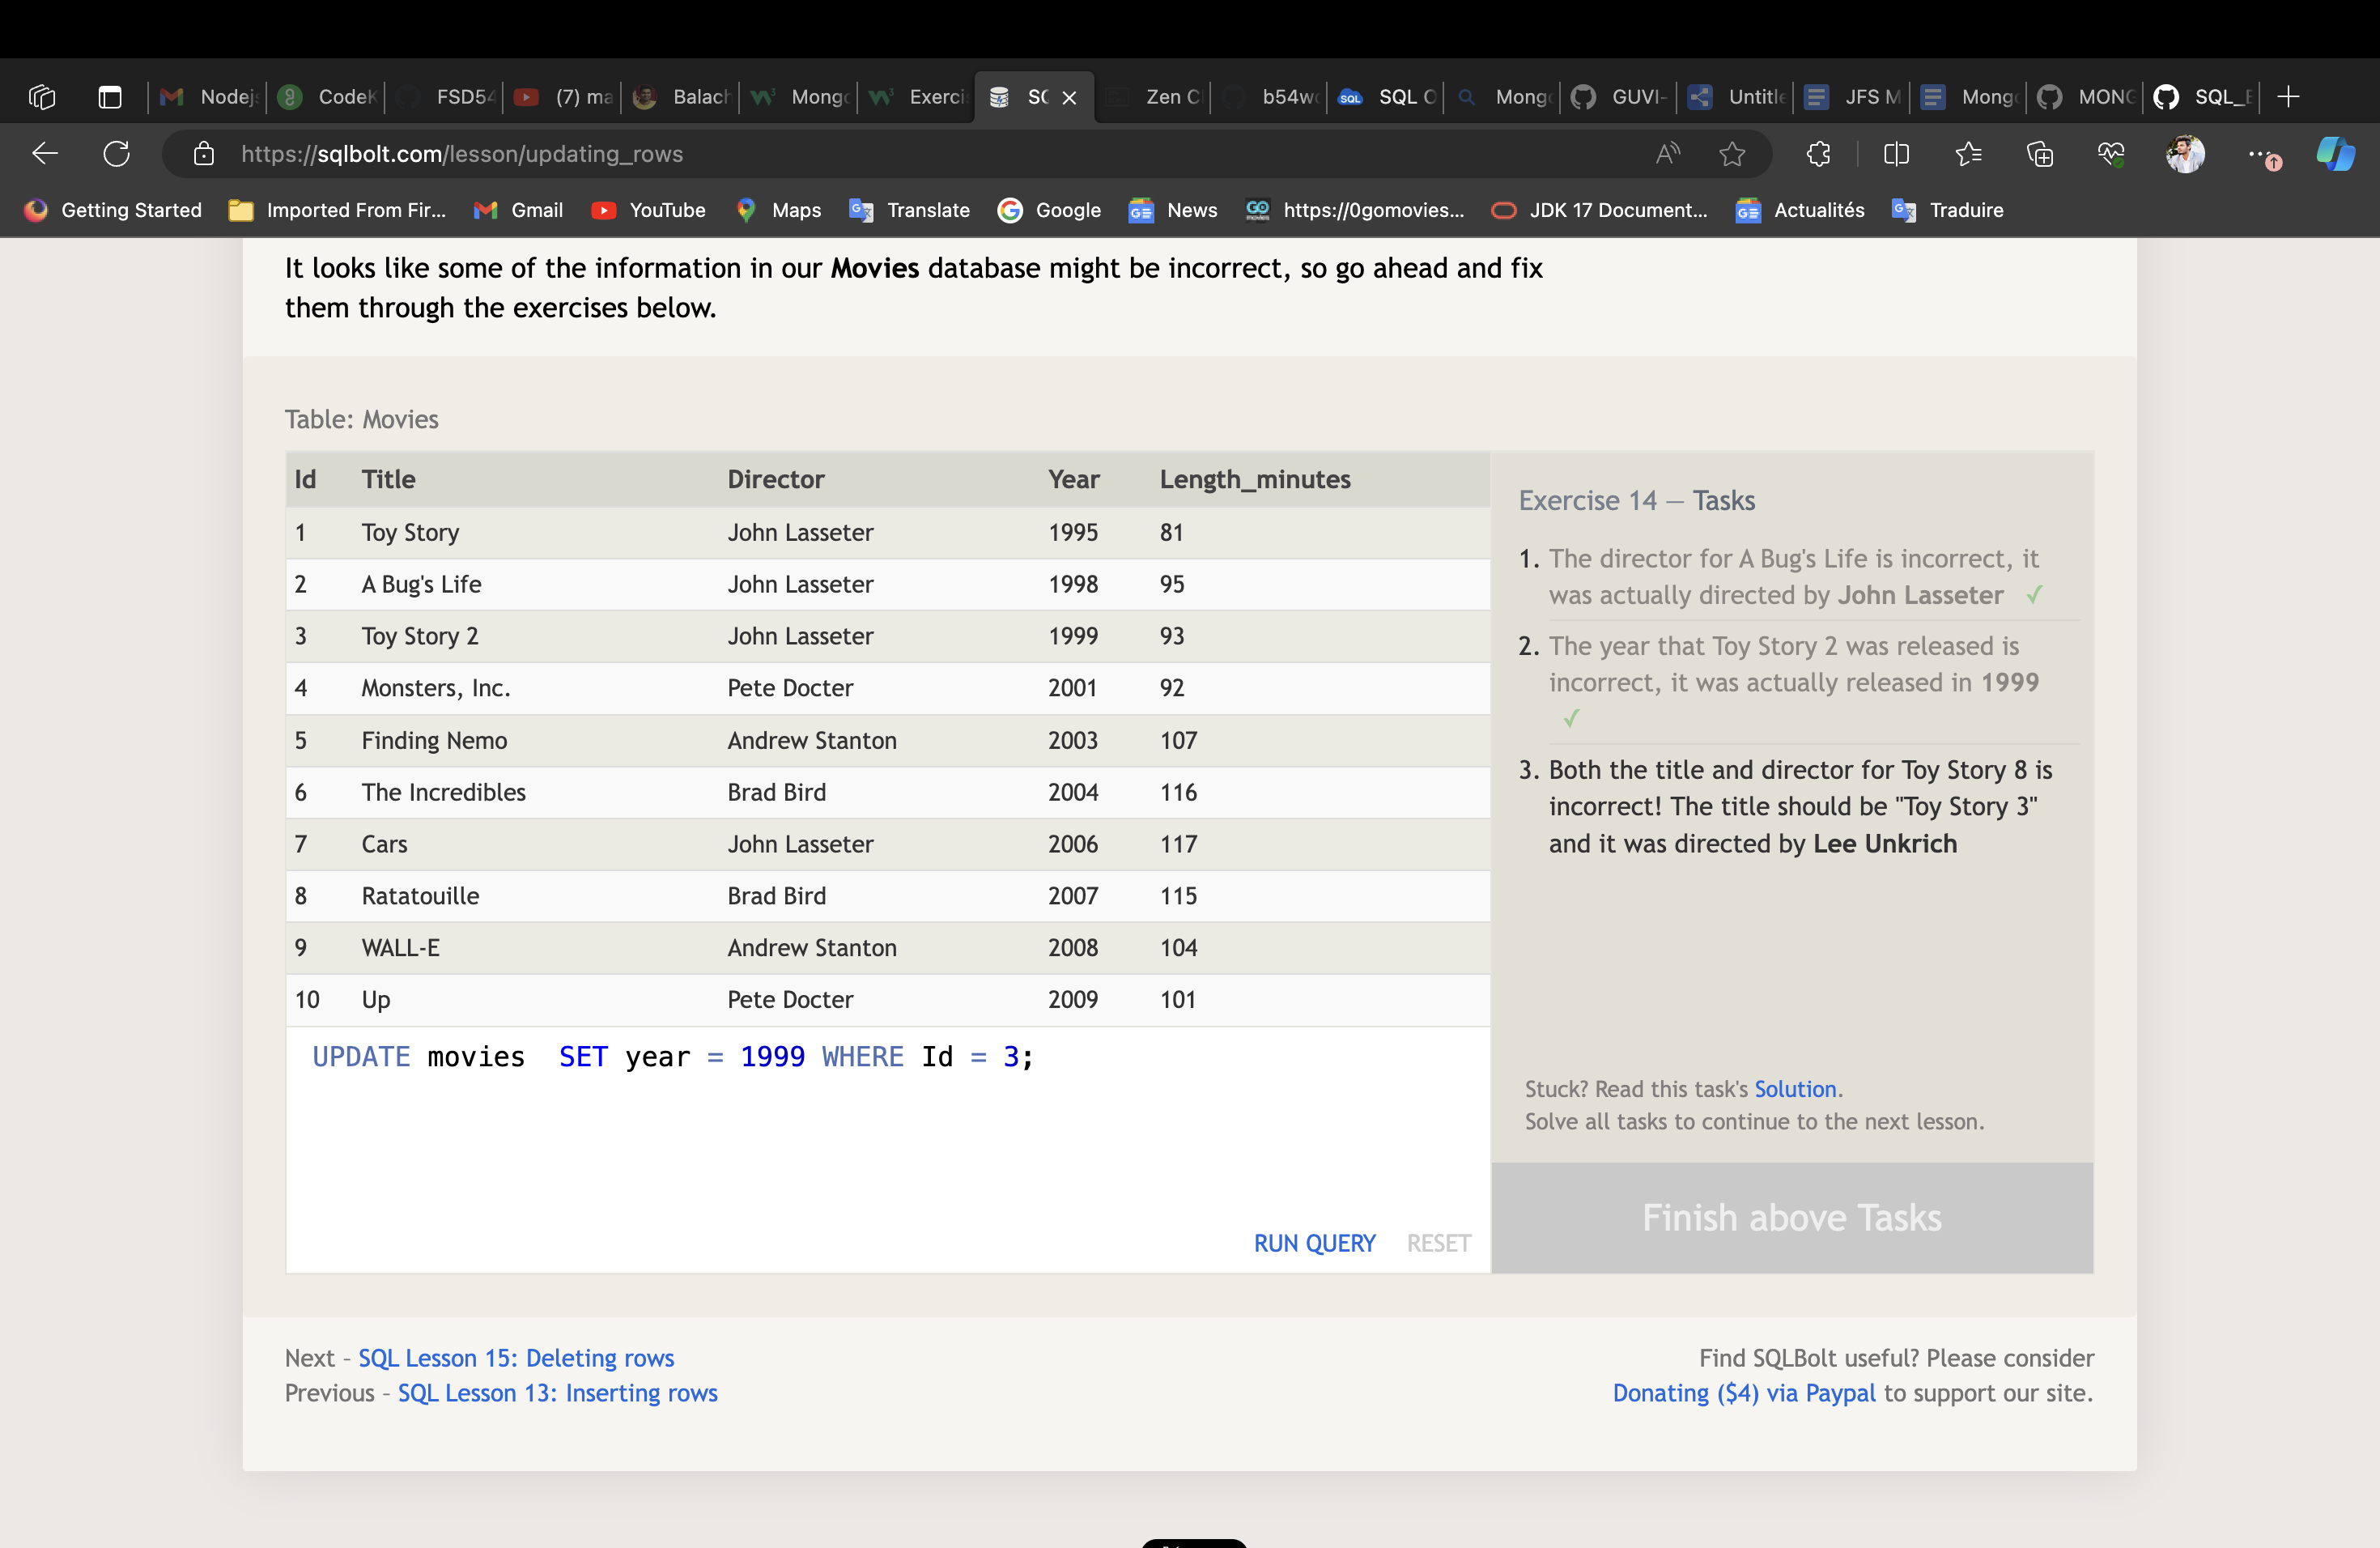 Nodej
CodeK
FSD54
(7) ma
Balach
Mongo
Exerci
SQ
Zen C
b54w
SQL O
Mongo
GUVI-
Untitle
JFS M
Mongo
MONG
SQL_E
https://sqlbolt.com/lesson/updating_rows
Getting Started
Imported From Fir...
Gmail
YouTube
Maps
Translate
Google
News
https://0gomovies...
JDK 17 Document...
Actualités
Traduire
It looks like some of the information in our Movies database might be incorrect, so go ahead and fix
them through the exercises below.
Table: Movies
Id Title Director Year Length_minutes
1 Toy Story John Lasseter 1995 81
2 A Bug's Life John Lasseter 1998 95
3 Toy Story 2 John Lasseter 1999 93
4 Monsters, Inc. Pete Docter 2001 92
5 Finding Nemo Andrew Stanton 2003 107
6 The Incredibles Brad Bird 2004 116
7 Cars John Lasseter 2006 117
8 Ratatouille Brad Bird 2007 115
9 WALL-E Andrew Stanton 2008 104
10 Up Pete Docter 2009 101
UPDATE movies  SET year = 1999 WHERE Id = 3;
RUN QUERY RESET
Exercise 14 — Tasks
1. The director for A Bug's Life is incorrect, it
was actually directed by John Lasseter ✓
2. The year that Toy Story 2 was released is
incorrect, it was actually released in 1999
✓
3. Both the title and director for Toy Story 8 is
incorrect! The title should be "Toy Story 3"
and it was directed by Lee Unkrich
Stuck? Read this task's Solution.
Solve all tasks to continue to the next lesson.
Finish above Tasks
Next – SQL Lesson 15: Deleting rows
Previous – SQL Lesson 13: Inserting rows
Find SQLBolt useful? Please consider
Donating ($4) via Paypal to support our site.